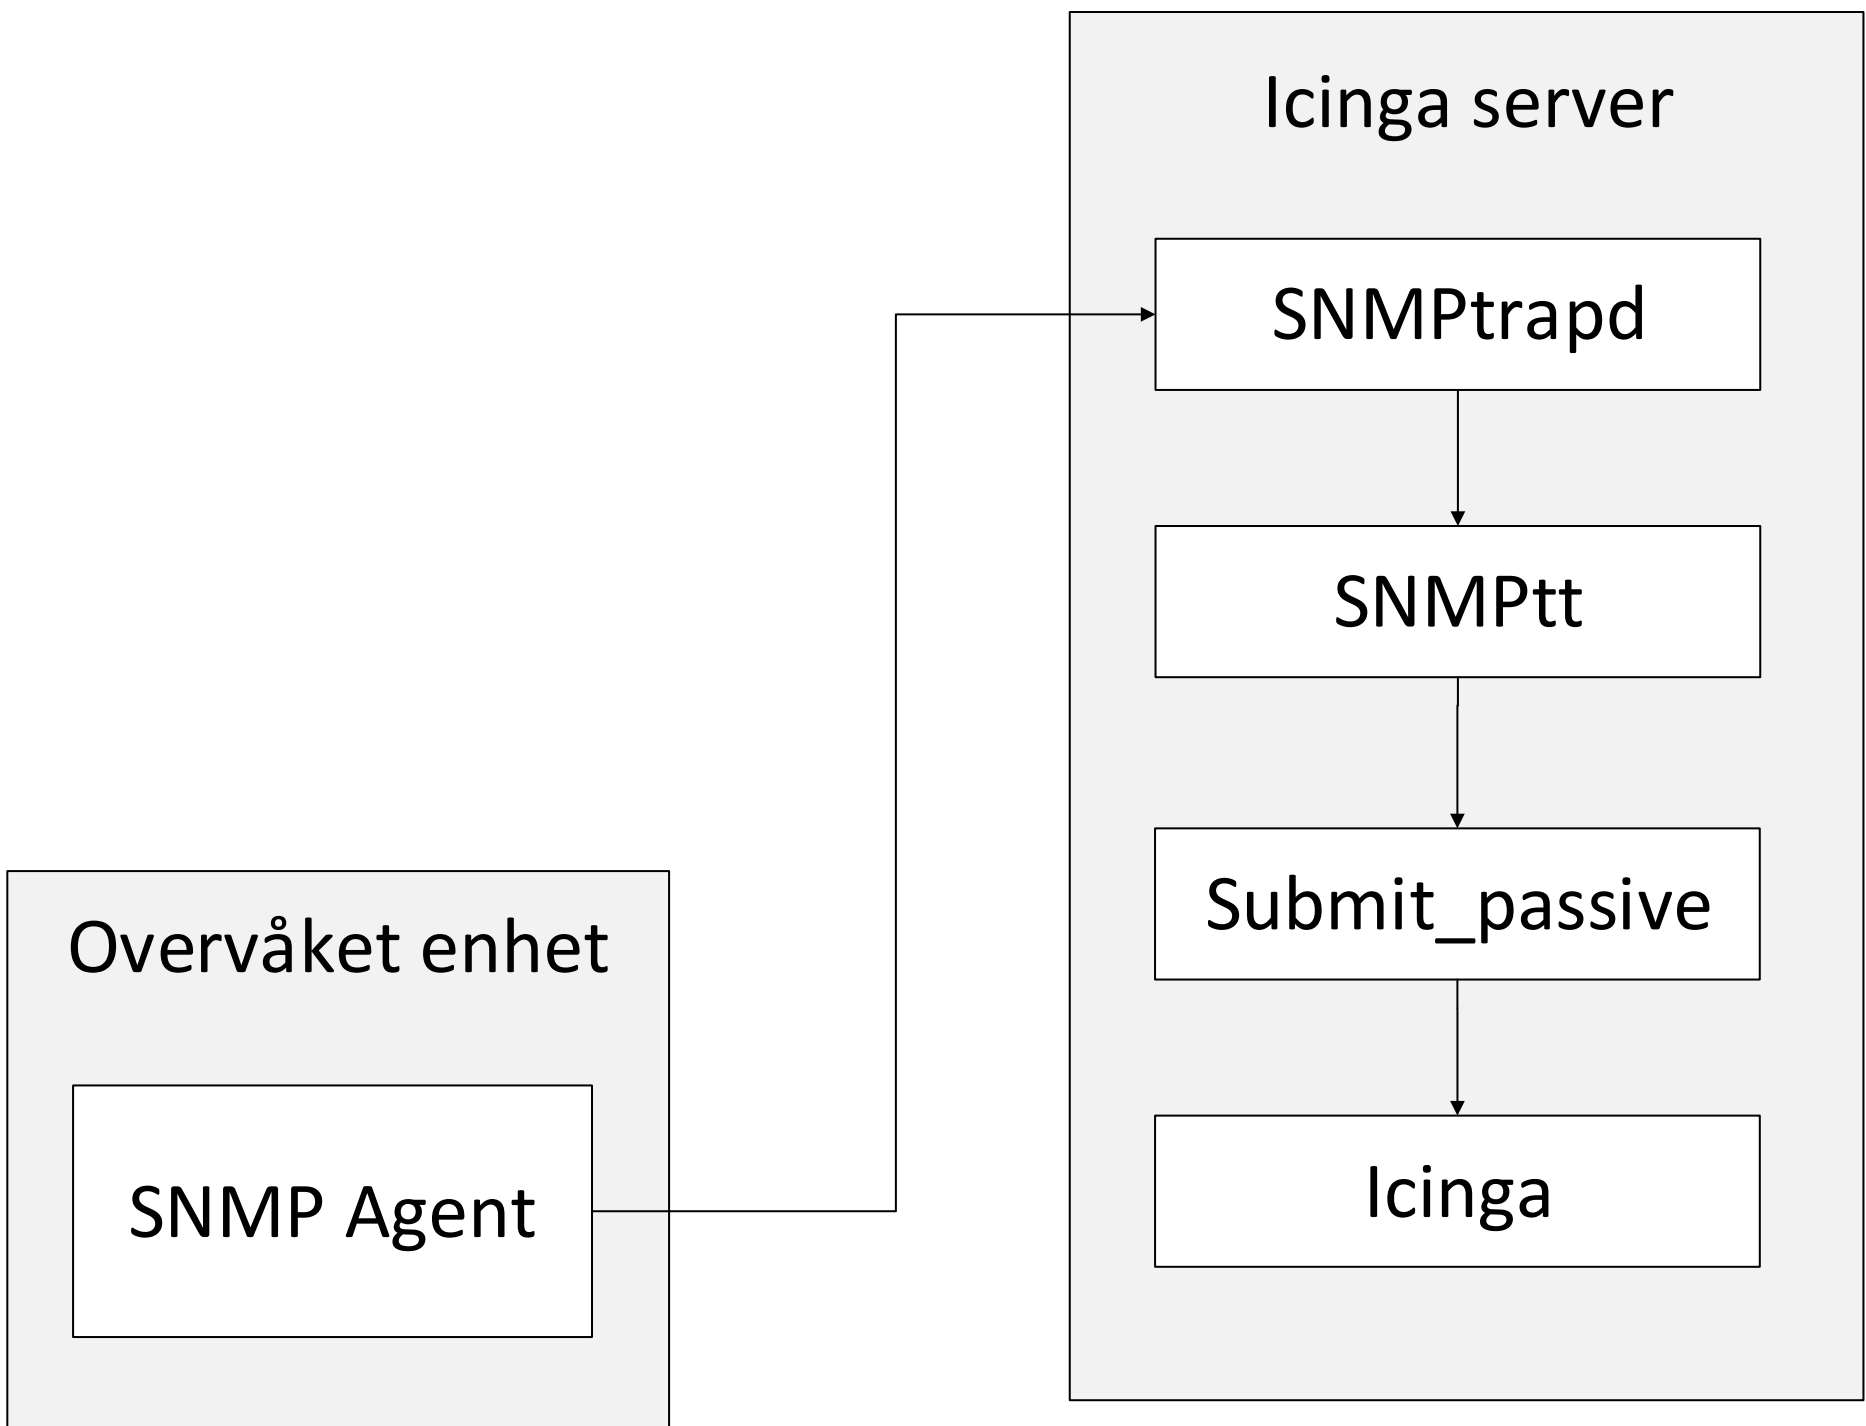 Icinga server
SNMPtrapd
SNMPtt
Submit_passive
Icinga
Overvåket enhet
SNMP Agent